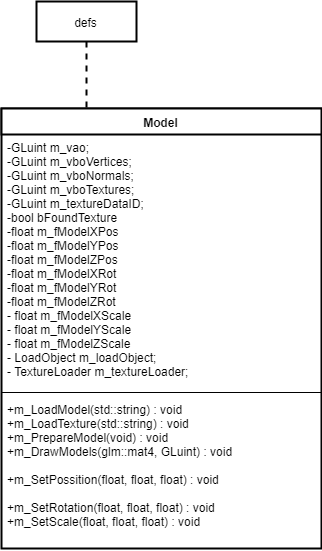 defs
Model
-GLuint m_vao;
-GLuint m_vboVertices;
-GLuint m_vboNormals;
-GLuint m_vboTextures;
-GLuint m_textureDataID;
-bool bFoundTexture
-float m_fModelXPos
-float m_fModelYPos
-float m_fModelZPos
-float m_fModelXRot
-float m_fModelYRot
-float m_fModelZRot
- float m_fModelXScale
- float m_fModelYScale
- float m_fModelZScale
- LoadObject m_loadObject;
- TextureLoader m_textureLoader;
+m_LoadModel(std::string) : void
+m_LoadTexture(std::string) : void
+m_PrepareModel(void) : void
+m_DrawModels(glm::mat4, GLuint) : void
+m_SetPossition(float, float, float) : void
+m_SetRotation(float, float, float) : void
+m_SetScale(float, float, float) : void